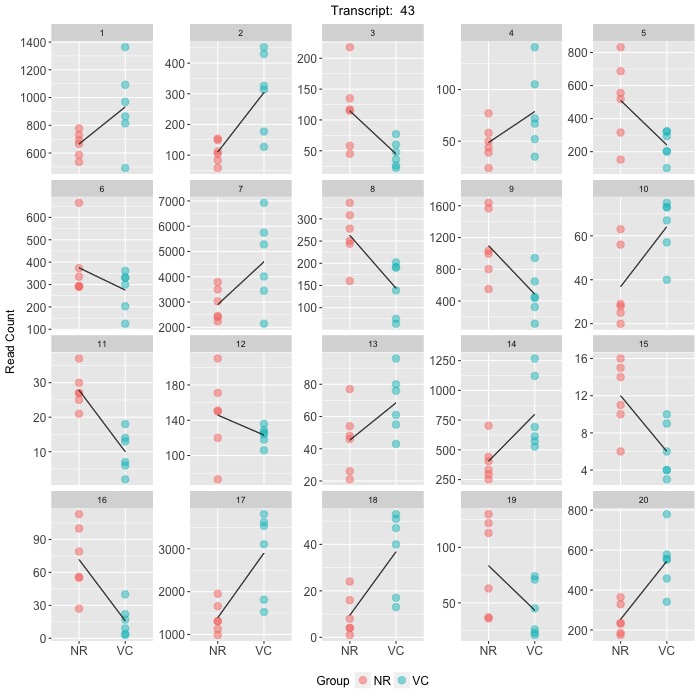 Transcript: 43
1 2 3 4 5
1400 1200 1000 800 600
400 300 200 100
200 150 100 50
100 50
800 600 400 200
6 7 8 9 10
600 500 400 300 200 100
7000 6000 5000 4000 3000 2000
300 200 100
1600 1200 800 400
60 40 20
Read Count
11 12 13 14 15
30 20 10
180 140 100
80 60 40 20
1250 1000 750 500 250
16 12 8 4
16 17 18 19 20
90 60 30 0
3000 2000 1000
40 20 0
100 50
800 600 400 200
NR VC NR VC NR VC NR VC NR VC
Group NR VC